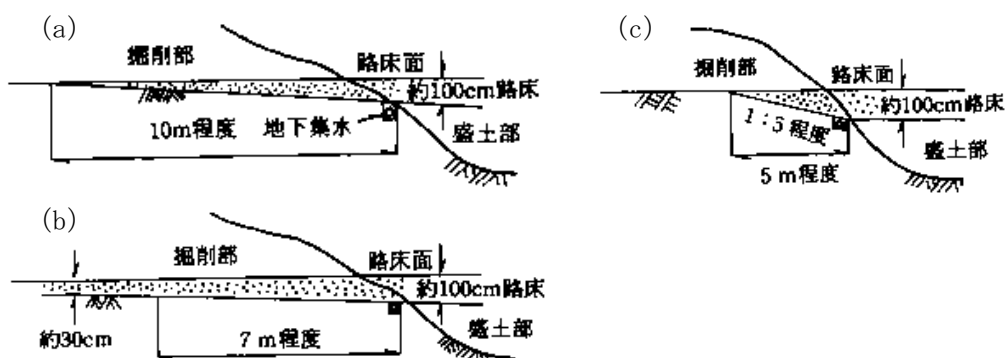 (a)
掘削部
路床面
約100cm路床
10m程度
地下集水
盛土部
(b)
掘削部
路床面
約100cm路床
約30cm
7m程度
盛土部
(c)
掘削部
路床面
約100cm路床
1:5程度
盛土部
5m程度